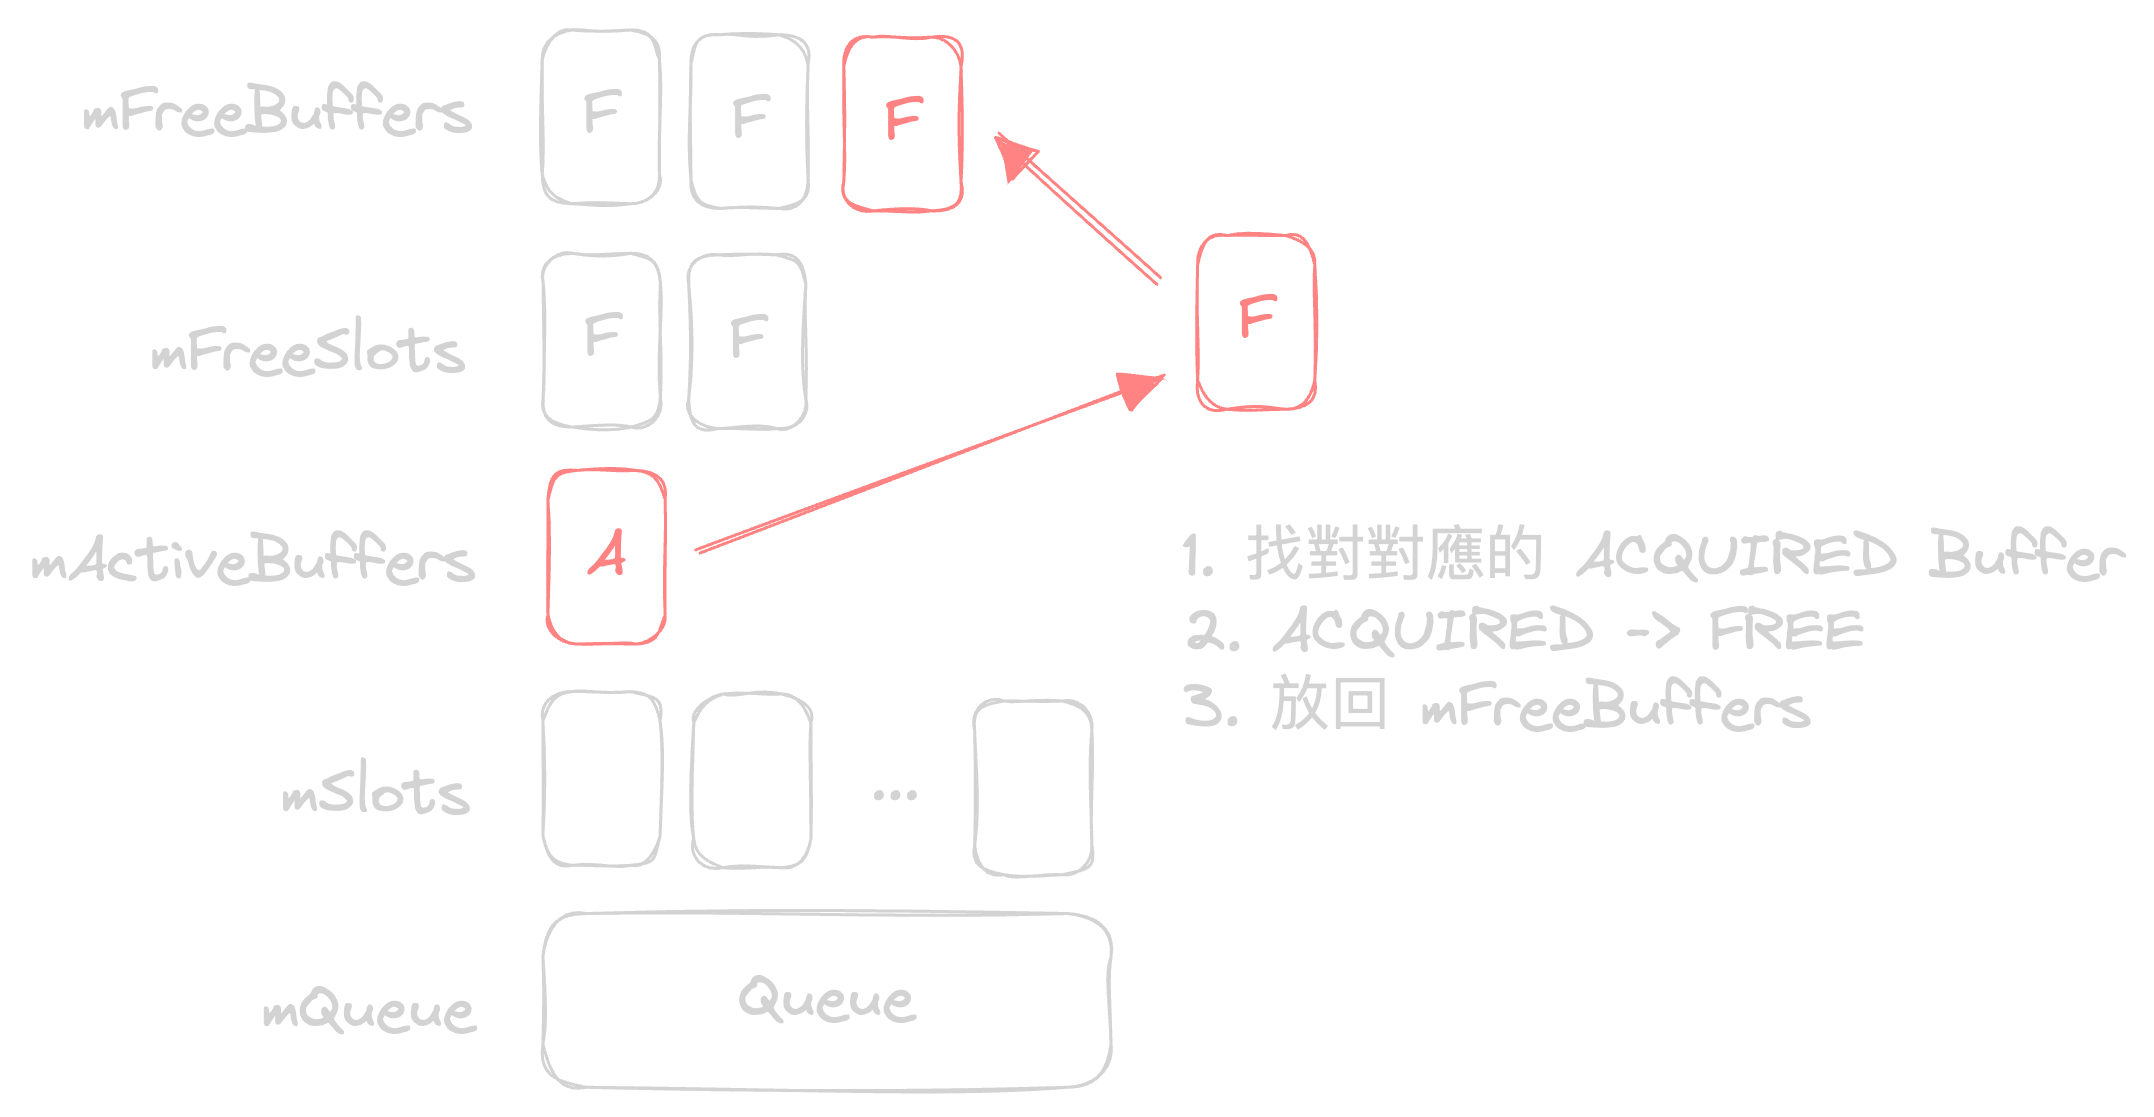 mFreeBuffers F F F
mFreeSlots F F
F
mActiveBuffers A
1. 找對對應的 ACQUIRED Buffer
2. ACQUIRED -> FREE
3. 放回 mFreeBuffers
mSlots ...
mQueue Queue